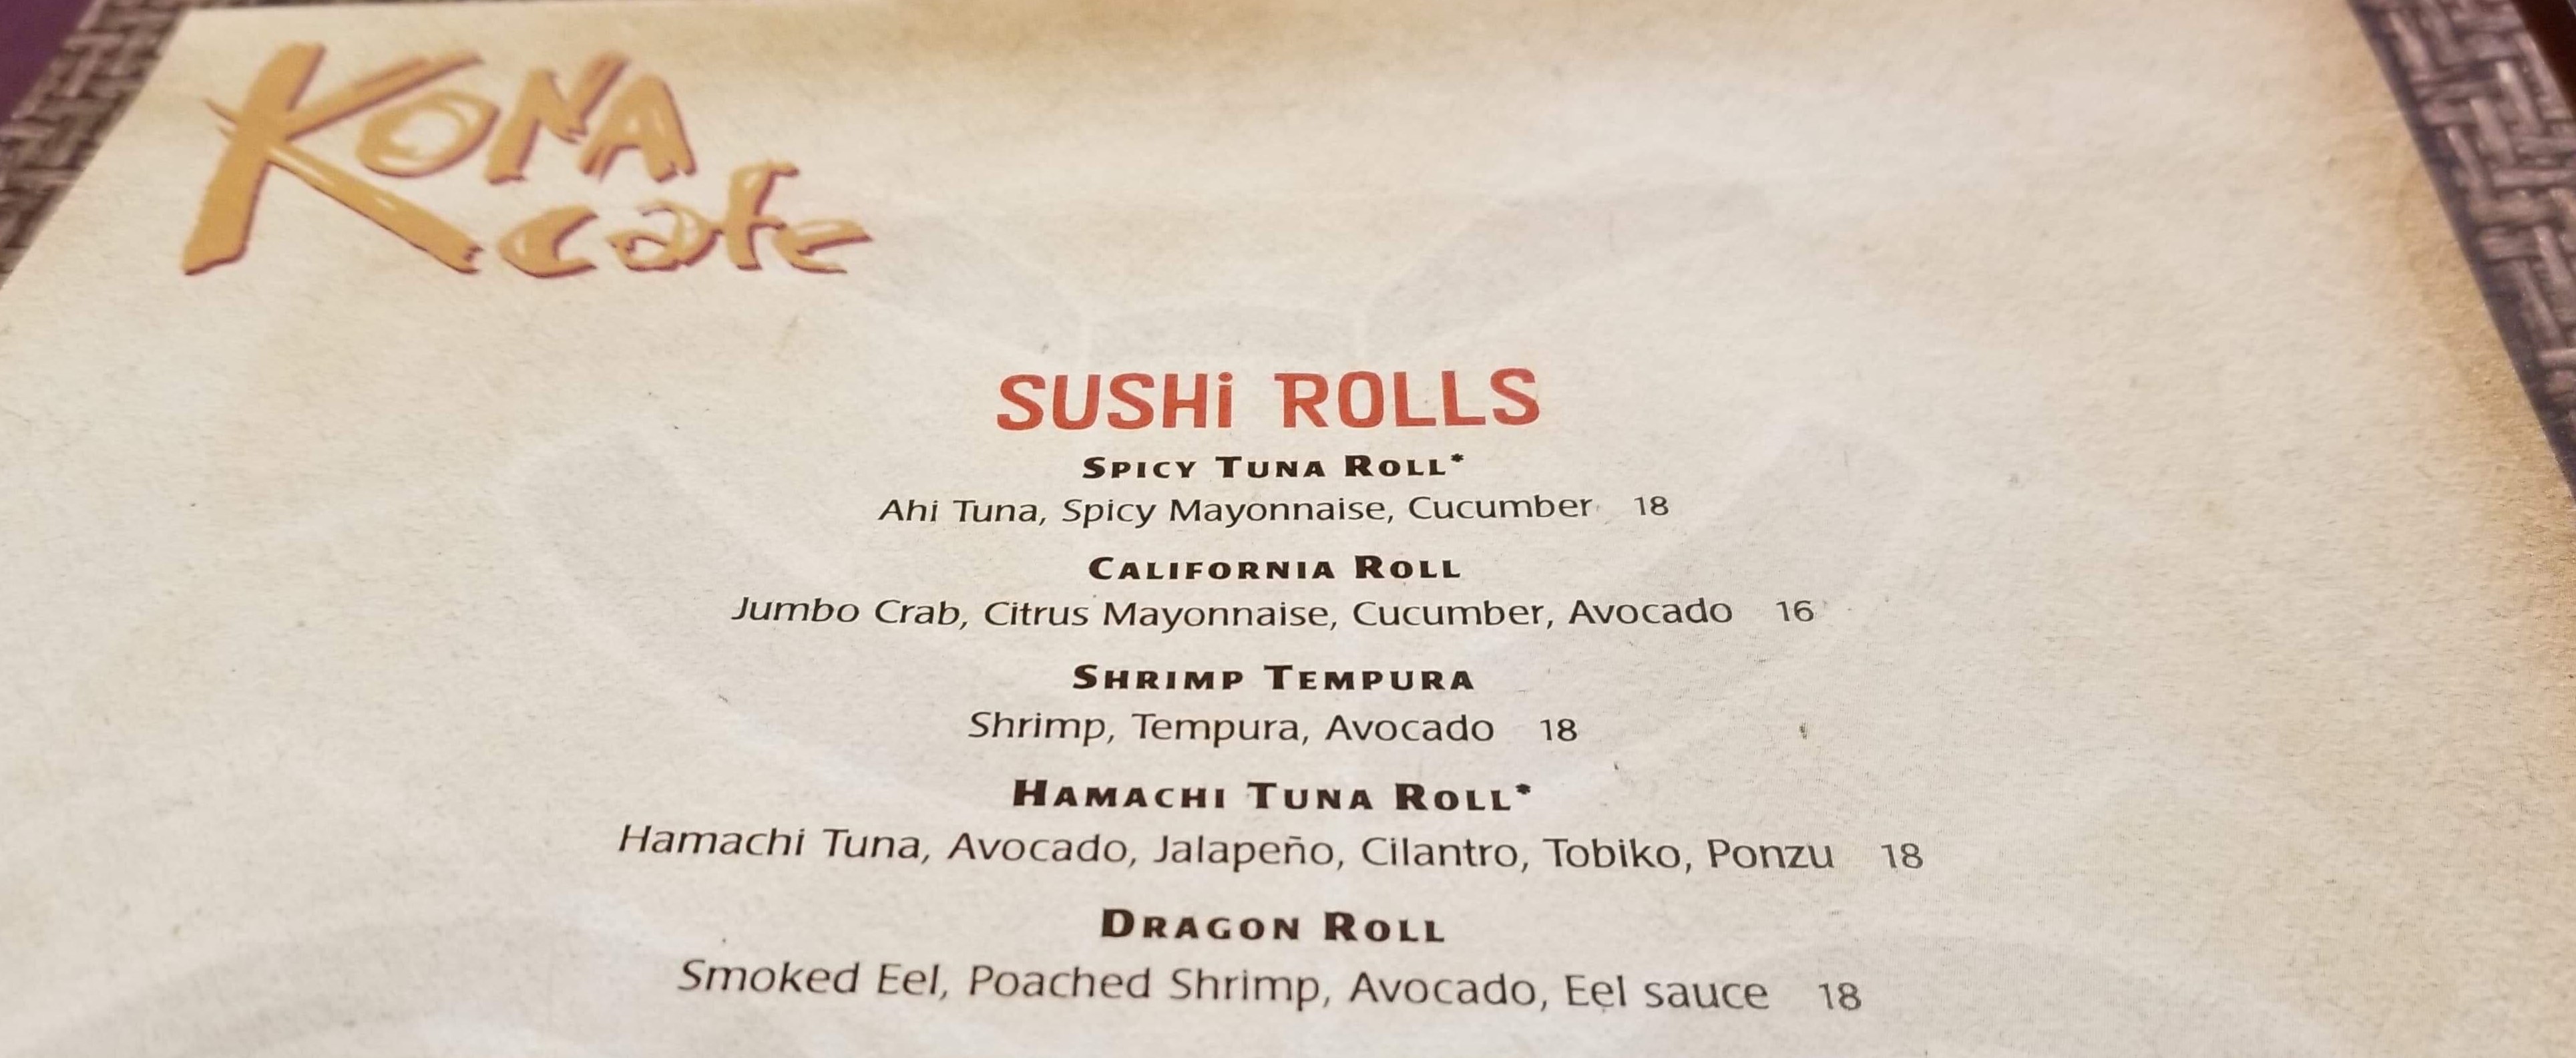 KONA
cafe
SUSHi ROLLS
SPICY TUNA ROLL*
Ahi Tuna, Spicy Mayonnaise, Cucumber 18
CALIFORNIA ROLL
Jumbo Crab, Citrus Mayonnaise, Cucumber, Avocado 16
SHRIMP TEMPURA
Shrimp, Tempura, Avocado 18
HAMACHI TUNA ROLL*
Hamachi Tuna, Avocado, Jalapeño, Cilantro, Tobiko, Ponzu 18
DRAGON ROLL
Smoked Eel, Poached Shrimp, Avocado, Eel sauce 18